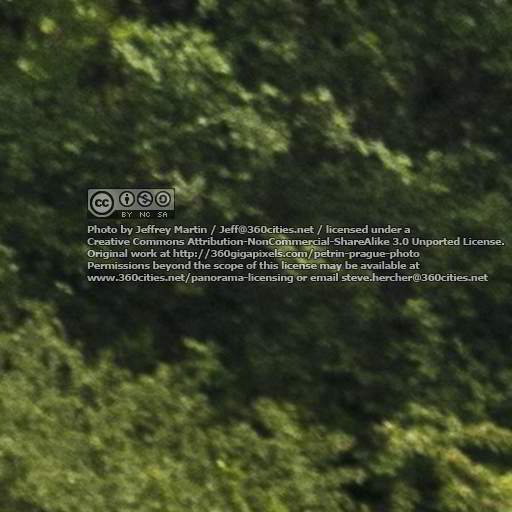 cc
BY NC SA
Photo by Jeffrey Martin / Jeff@360cities.net / licensed under a
Creative Commons Attribution-NonCommercial-ShareAlike 3.0 Unported License.
Original work at http://360gigapixels.com/petrin-prague-photo
Permissions beyond the scope of this license may be available at
www.360cities.net/panorama-licensing or email steve.hercher@360cities.net